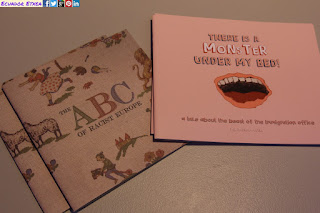 Ecuador Etxea
THE
ABC
OF RACIST EUROPE
THERE IS A
MONSTER
UNDER MY BED!
a tale about the beast at the immigration office